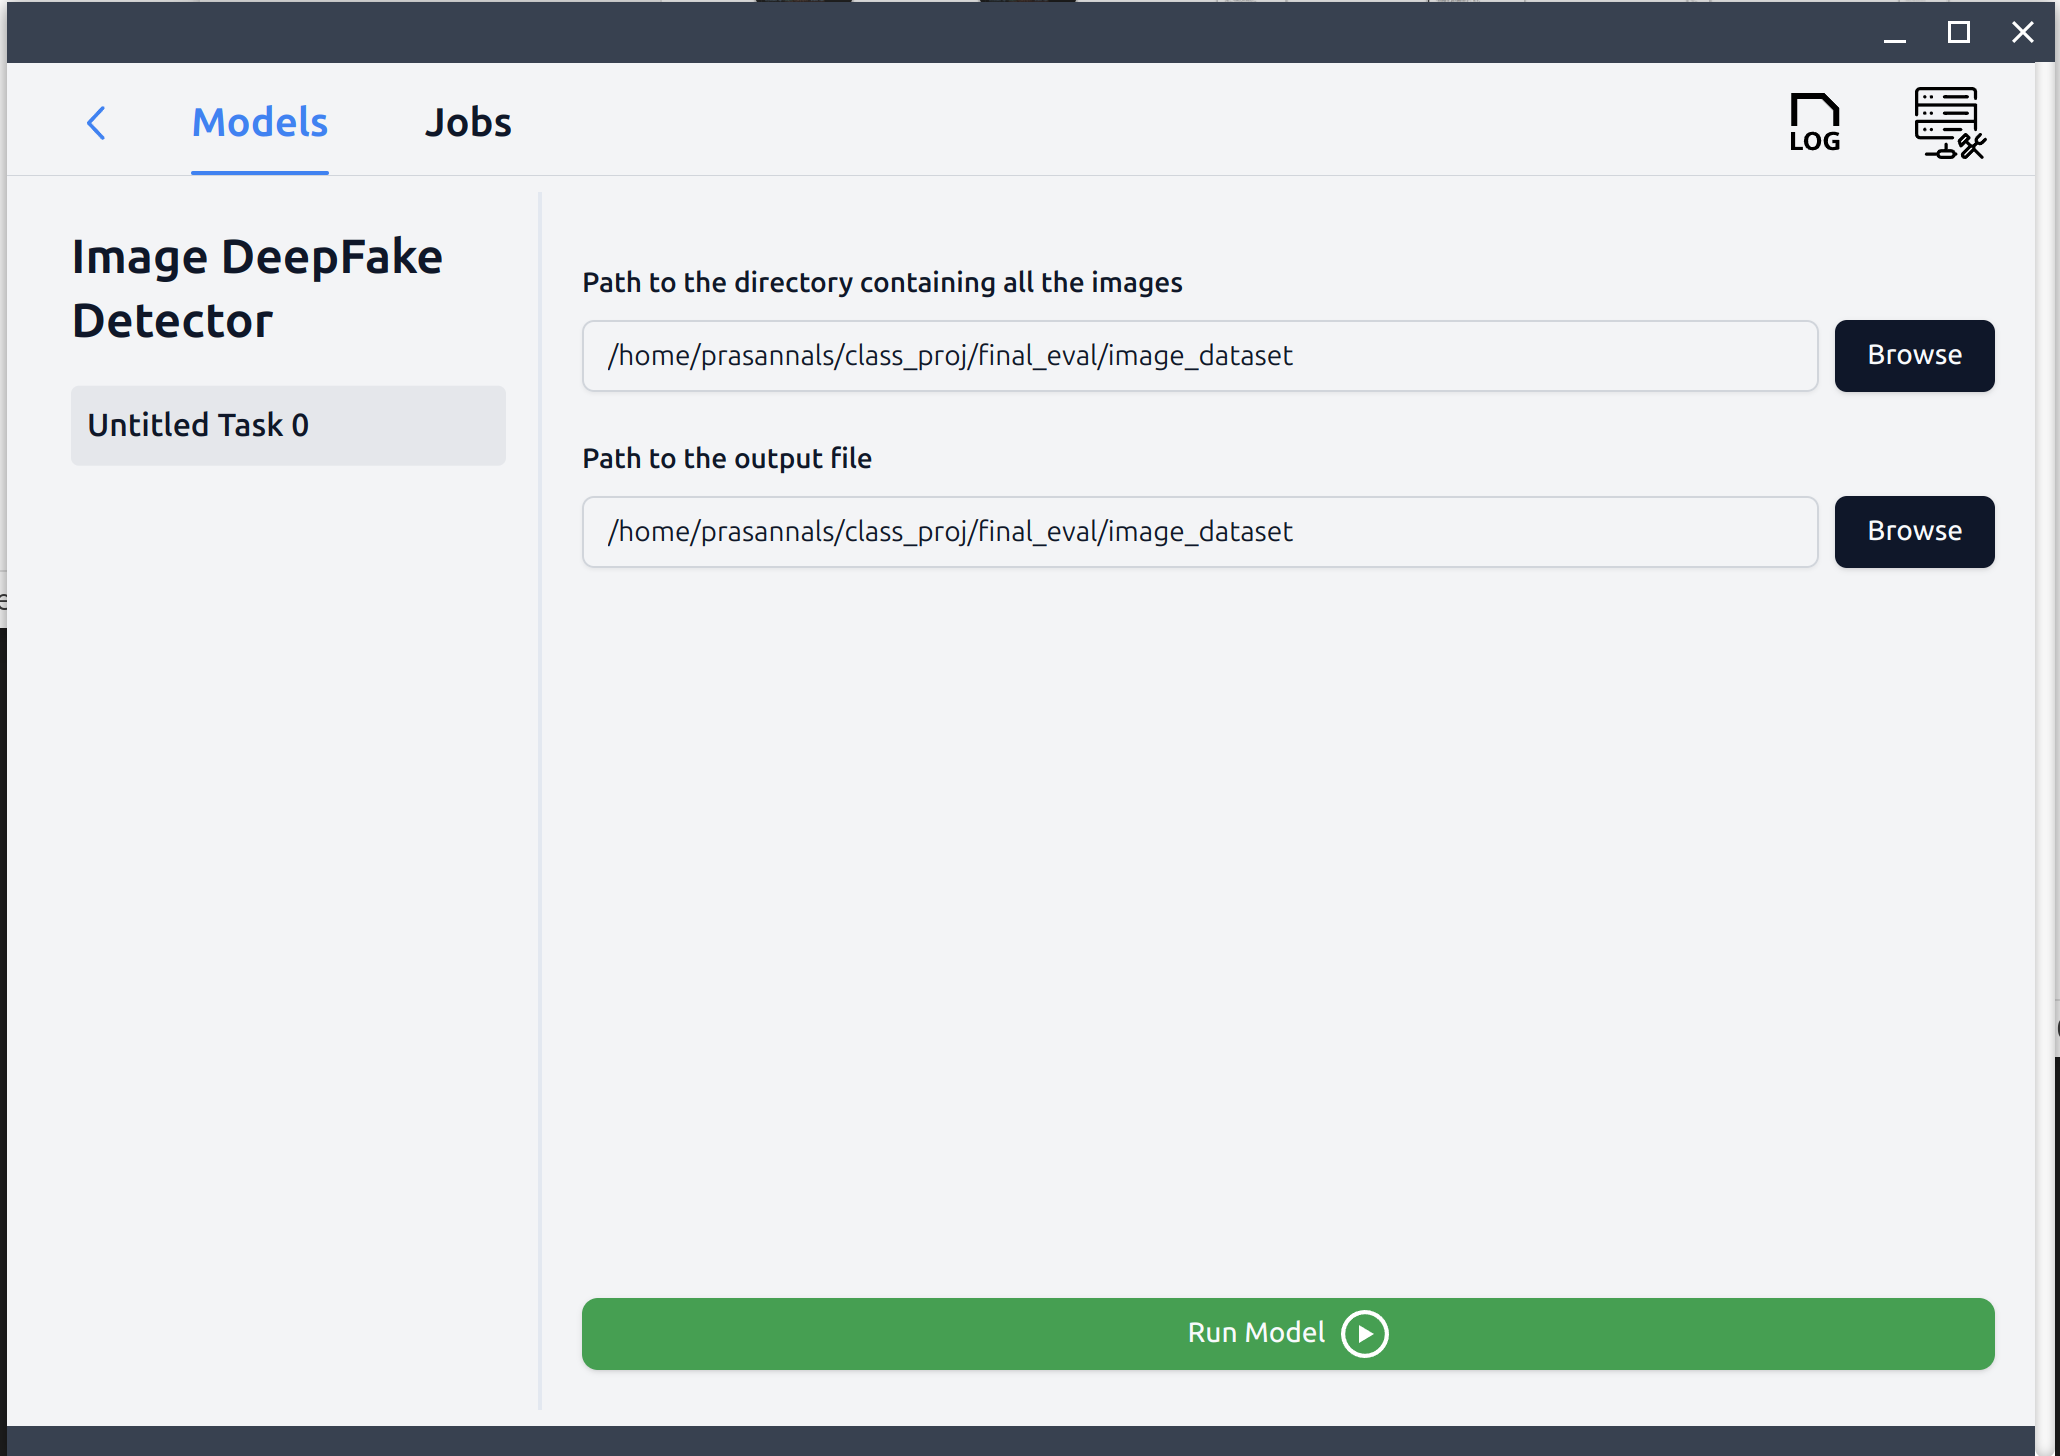 Models
Jobs
LOG
Image DeepFake
Detector
Untitled Task 0
Path to the directory containing all the images
/home/prasannals/class_proj/final_eval/image_dataset
Browse
Path to the output file
/home/prasannals/class_proj/final_eval/image_dataset
Browse
Run Model